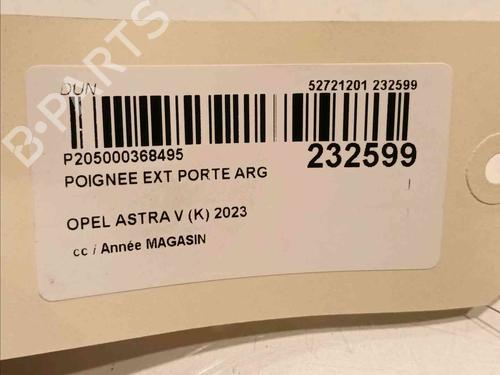 DUN
52721201 232599
P205000368495
232599
POIGNEE EXT PORTE ARG
OPEL ASTRA V (K) 2023
cc / Année MAGASIN
B-PARTS